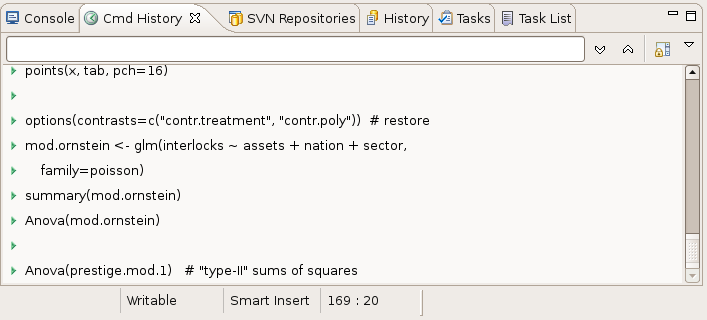 Console Cmd History SVN Repositories History Tasks Task List
points(x, tab, pch=16)
options(contrasts=c("contr.treatment", "contr.poly")) # restore
mod.ornstein <- glm(interlocks ~ assets + nation + sector,
family=poisson)
summary(mod.ornstein)
Anova(mod.ornstein)
Anova(prestige.mod.1) # "type-II" sums of squares
Writable Smart Insert 169 : 20